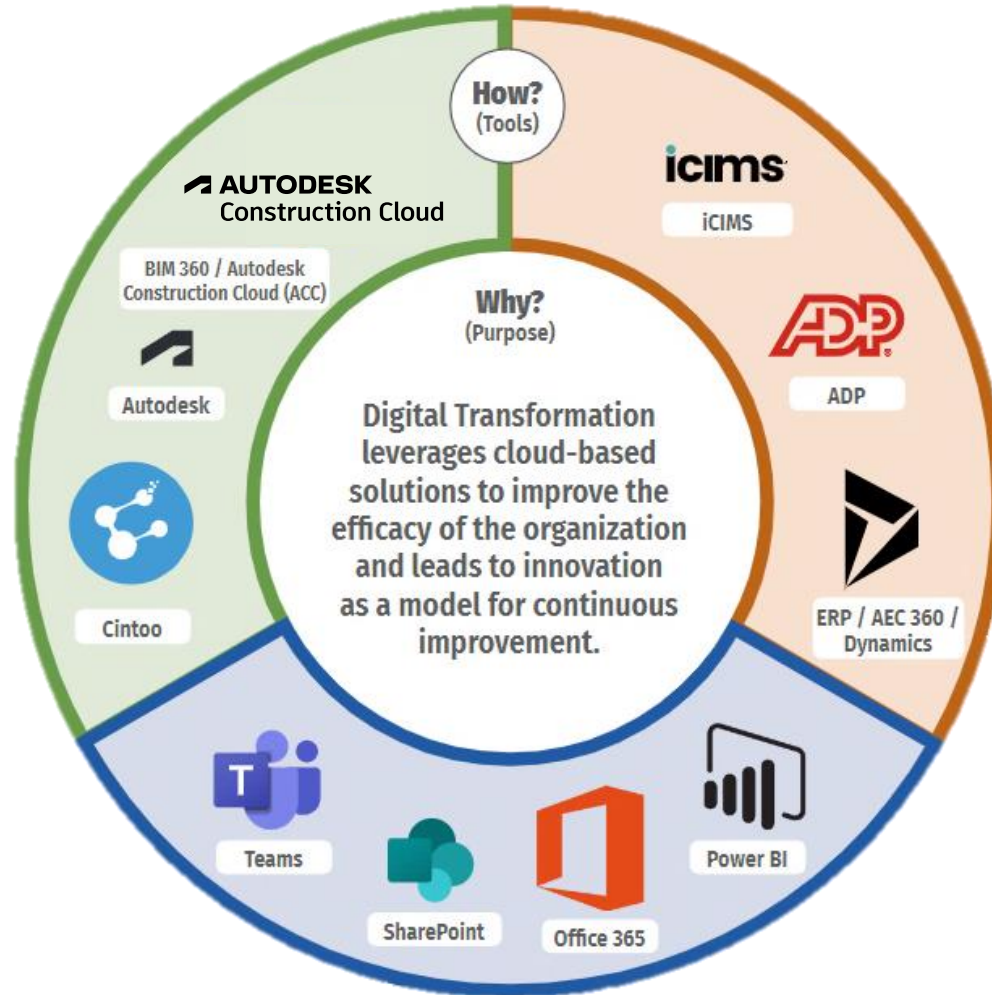 How?
(Tools)
AUTODESK
Construction Cloud
BIM 360 / Autodesk
Construction Cloud (ACC)
Autodesk
Cintoo
icims
iCIMS
ADP
ADP
ERP / AEC 360 /
Dynamics
Why?
(Purpose)
Digital Transformation
leverages cloud-based
solutions to improve the
efficacy of the organization
and leads to innovation
as a model for continuous
improvement.
T
Teams
SharePoint
Office 365
Power BI